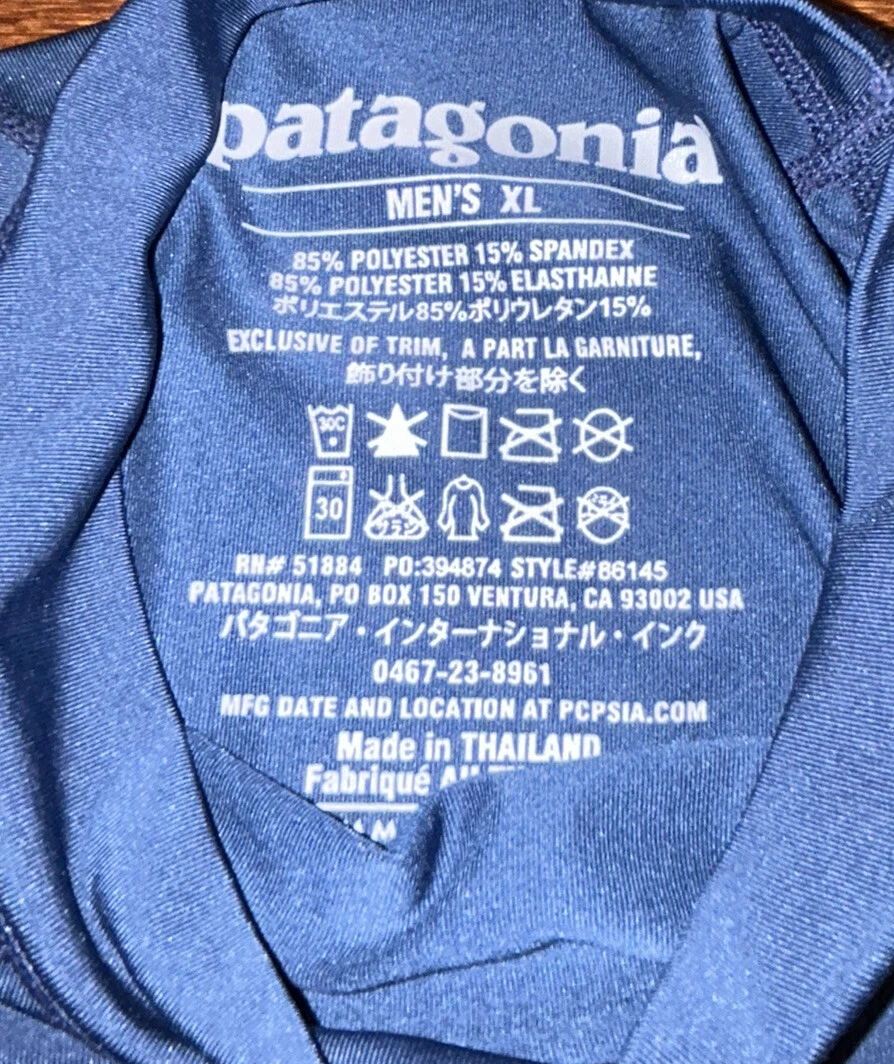 patagonia
MEN'S XL
85% POLYESTER 15% SPANDEX
85% POLYESTER 15% ELASTHANNE
ポリエステル85%ポリウレタン15%
EXCLUSIVE OF TRIM, A PART LA GARNITURE,
飾り付け部分を除く
30C
30
RN# 51884 PO:394874 STYLE#86145
PATAGONIA, PO BOX 150 VENTURA, CA 93002 USA
パタゴニア・インターナショナル・インク
0467-23-8961
MFG DATE AND LOCATION AT PCPSIA.COM
Made in THAILAND
Fabriqué